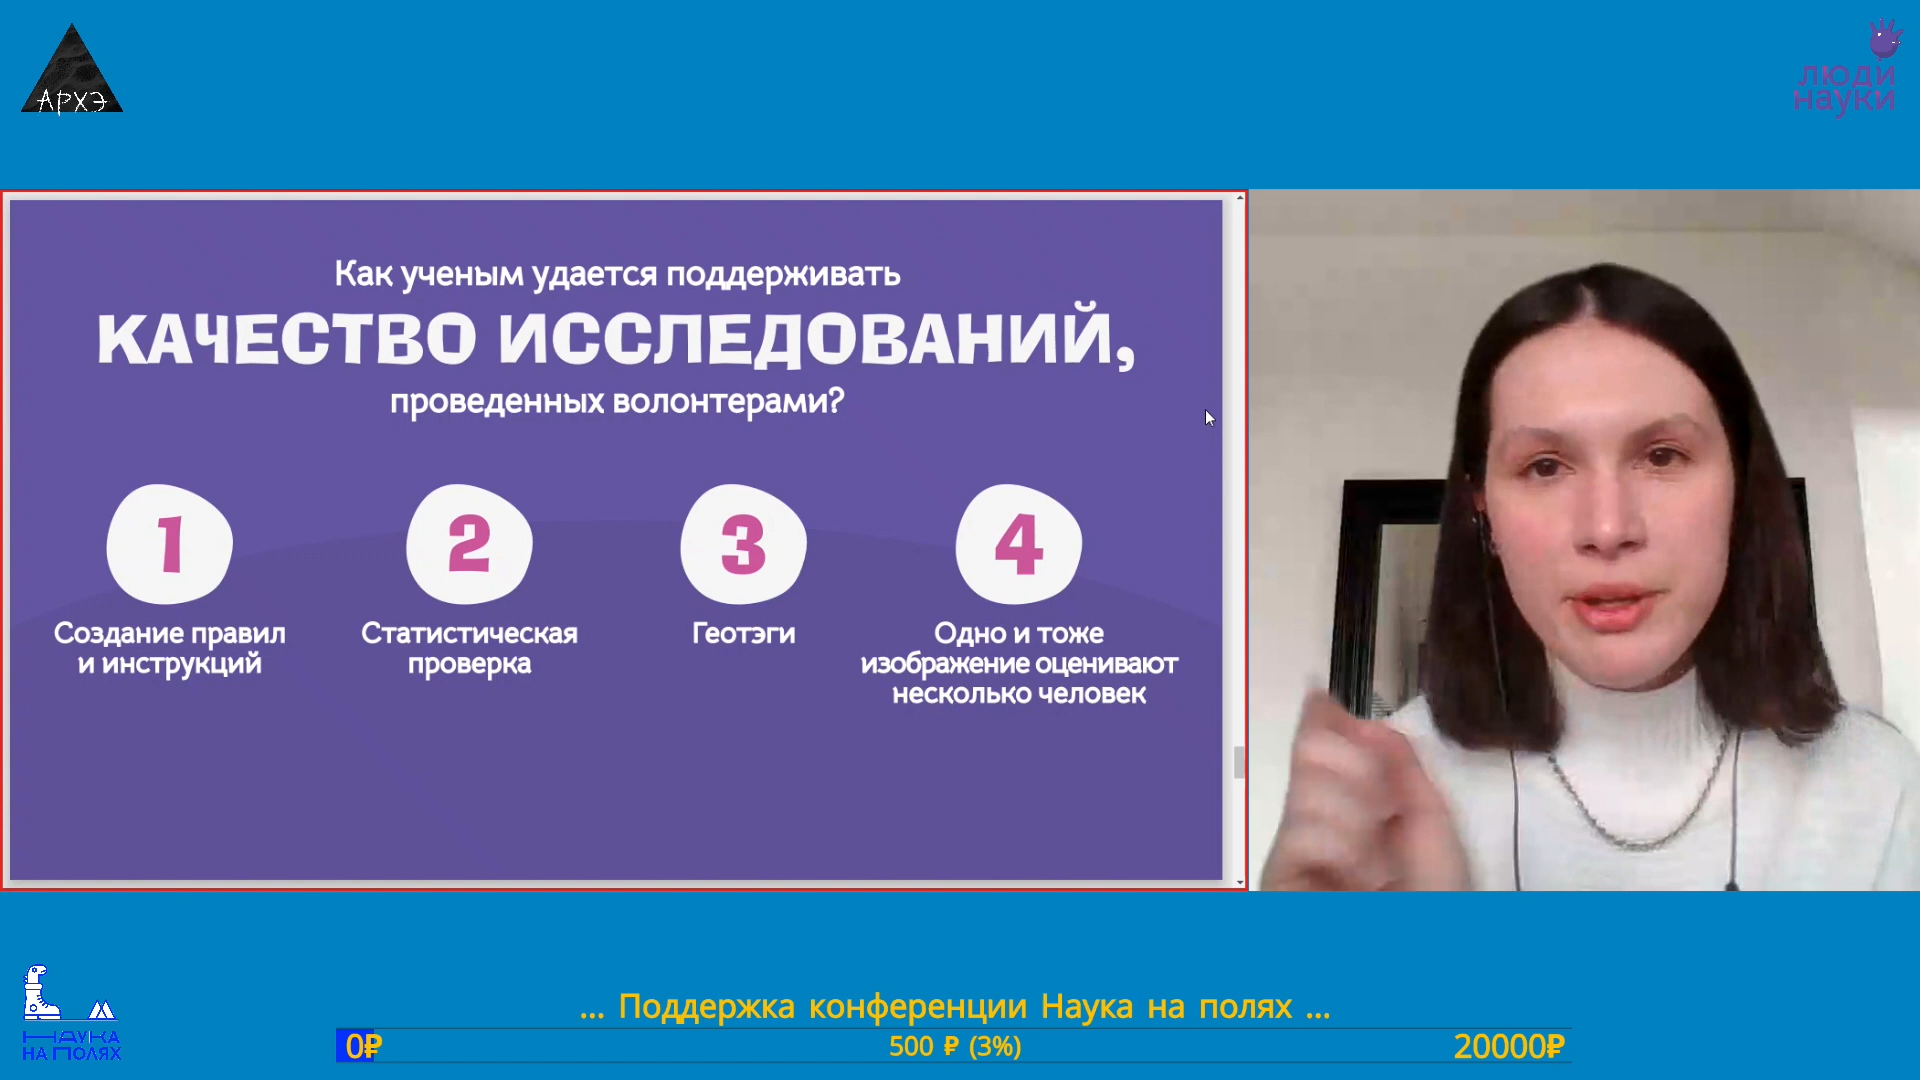 АРХЭ
люди
науки
Как ученым удается поддерживать
КАЧЕСТВО ИССЛЕДОВАНИЙ,
проведенных волонтерами?
1
2
3
4
Создание правил
и инструкций
Статистическая
проверка
Геотэги
Одно и тоже
изображение оценивают
несколько человек
НАУКА
НА ПОЛЯХ
... Поддержка конференции Наука на полях ...
0₽
500 ₽ (3%)
20000₽